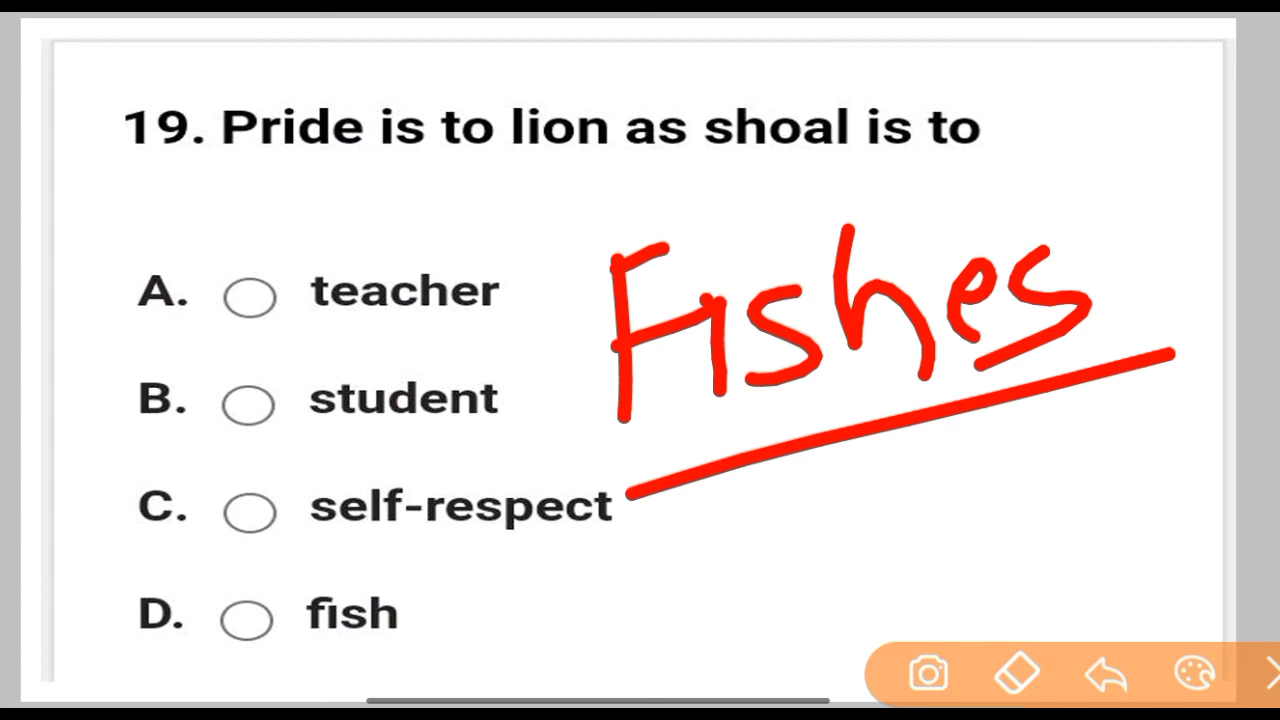 19. Pride is to lion as shoal is to
Fishes
A. teacher
B. student
C. self-respect
D. fish